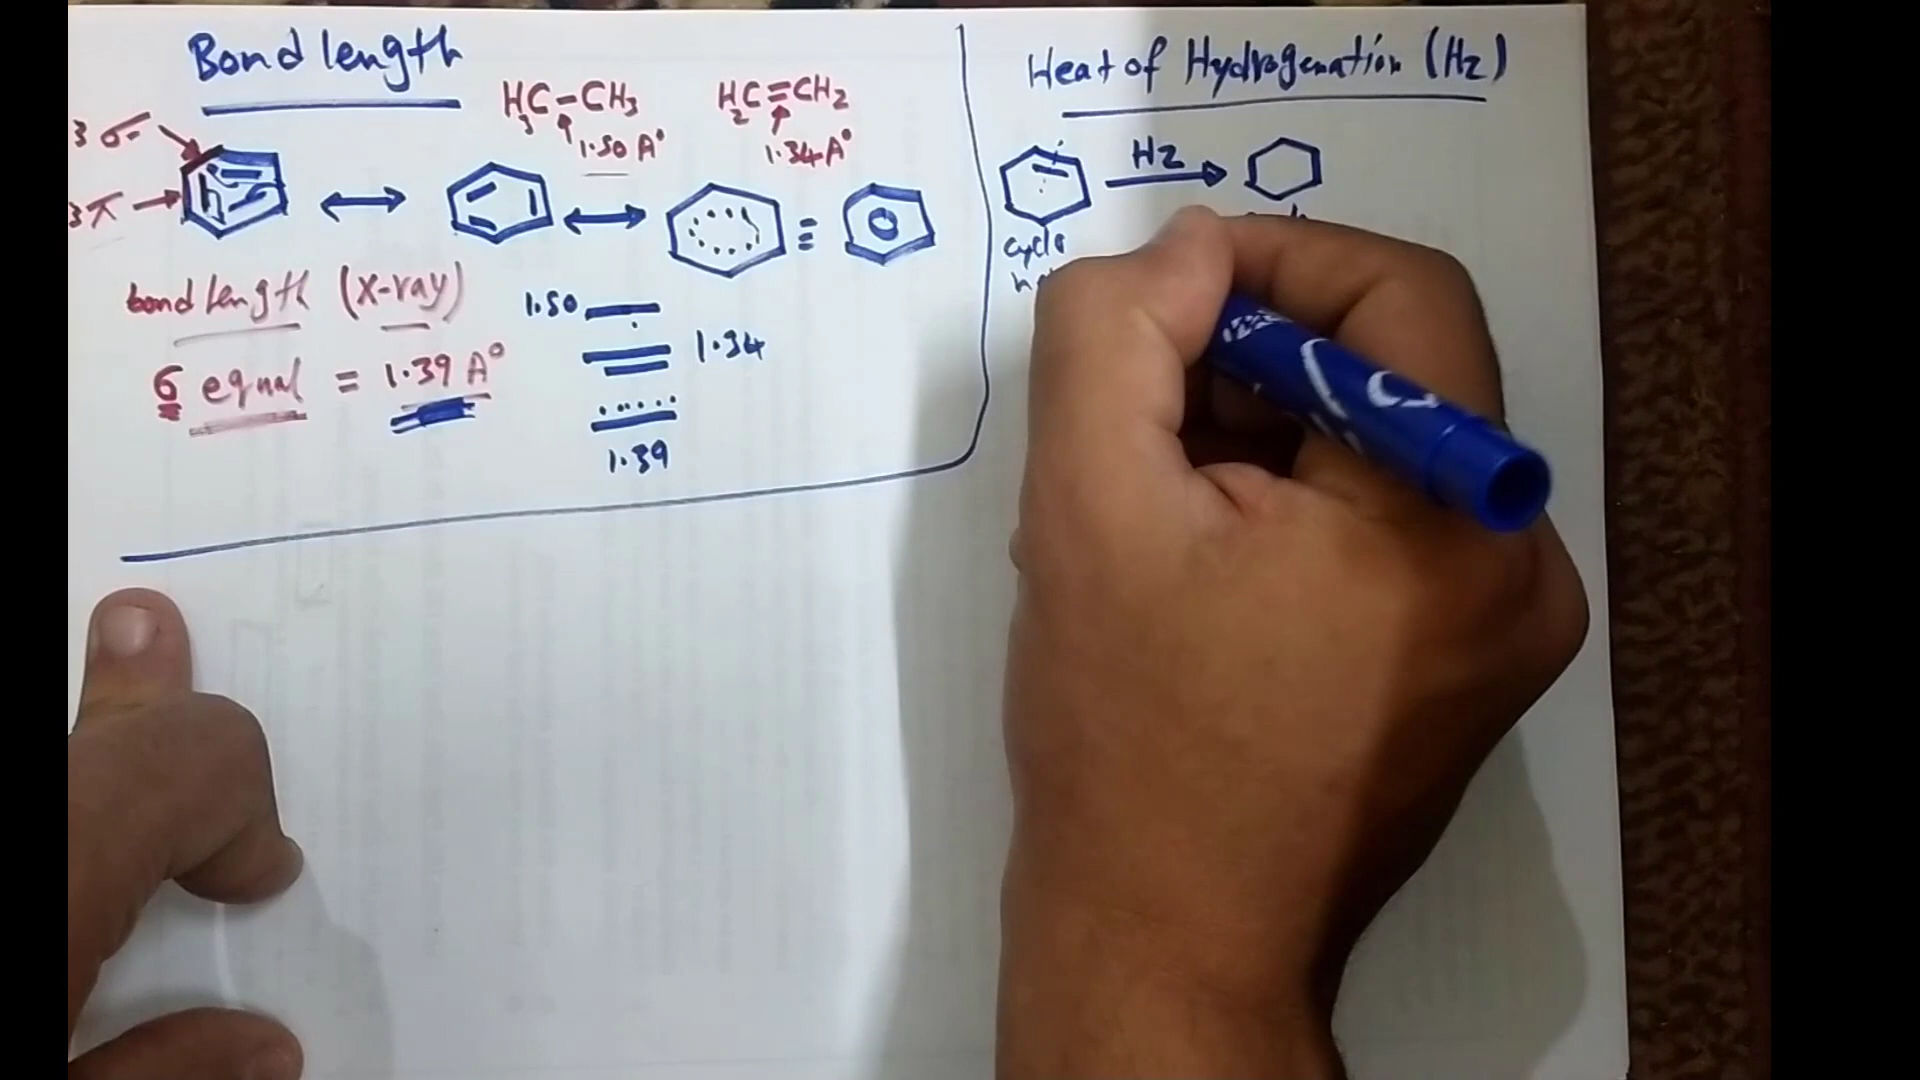 Bond length
H3C-CH3
1.50 A°
H2C=CH2
1.34 A°
3 σ
3 π
bond length (x-ray)
6 equal = 1.39 A°
1.50
1.34
1.39
Heat of Hydrogenation (H2)
H2
cyclo